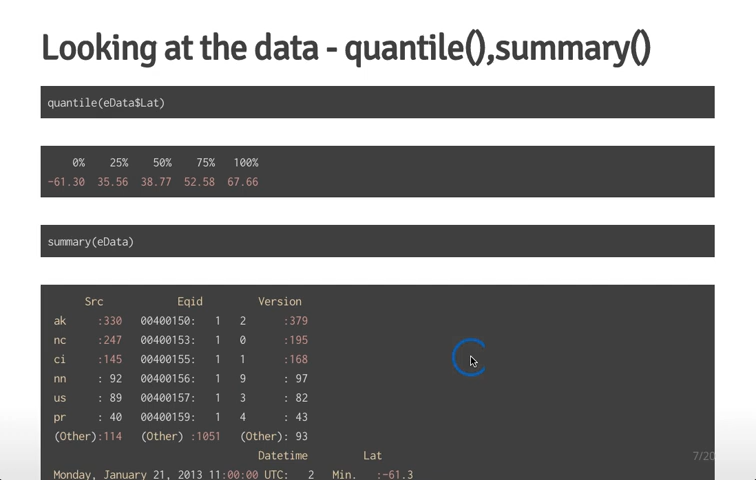 Looking at the data - quantile(),summary()
quantile(eData$Lat)
0% 25% 50% 75% 100%
-61.30 35.56 38.77 52.58 67.66
summary(eData)
Src Eqid Version
ak :330 00400150: 1 2 :379
nc :247 00400153: 1 0 :195
ci :145 00400155: 1 1 :168
nn : 92 00400156: 1 9 : 97
us : 89 00400157: 1 3 : 82
pr : 40 00400159: 1 4 : 43
(Other):114 (Other) :1051 (Other): 93
Datetime Lat
Monday, January 21, 2013 11:00:00 UTC: 2 Min. :-61.3
7/20